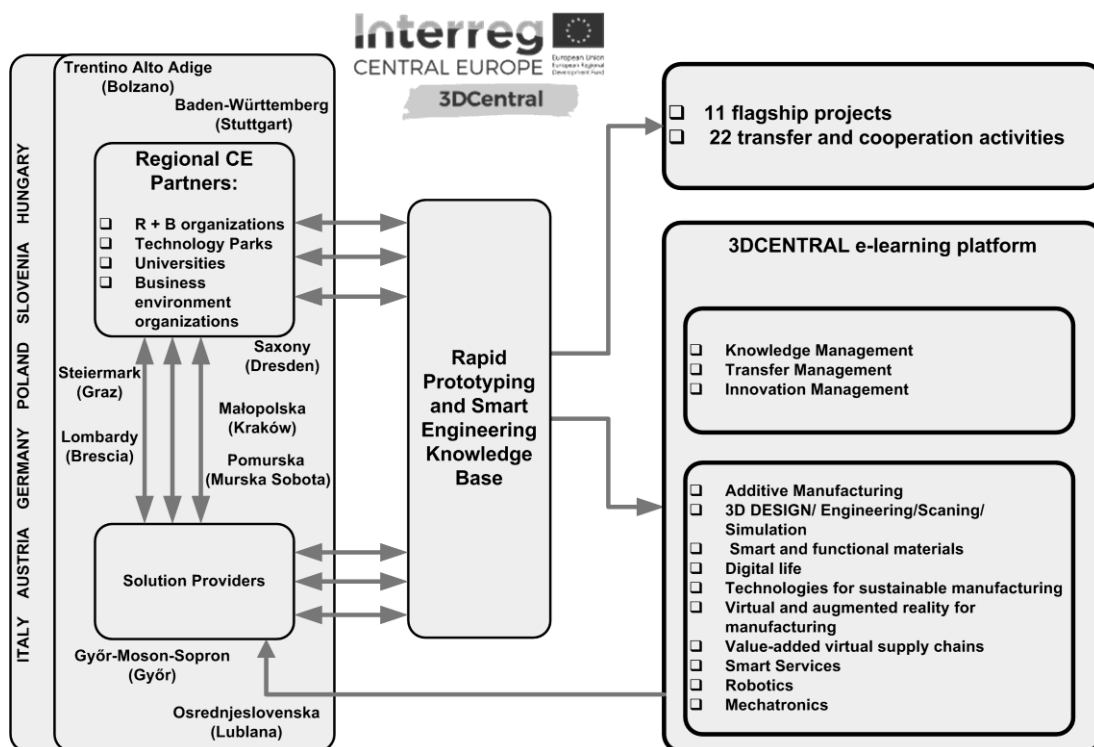 Interreg
CENTRAL EUROPE
European Union
European Regional
Development Fund
3DCentral
ITALY AUSTRIA GERMANY POLAND SLOVENIA HUNGARY
Trentino Alto Adige
(Bolzano)
Baden-Württemberg
(Stuttgart)
Regional CE
Partners:
R + B organizations
Technology Parks
Universities
Business
environment
organizations
Saxony
(Dresden)
Steiermark
(Graz)
Małopolska
(Kraków)
Lombardy
(Brescia)
Pomurska
(Murska Sobota)
Solution Providers
Győr-Moson-Sopron
(Győr)
Osrednjeslovenska
(Lublana)
Rapid
Prototyping
and Smart
Engineering
Knowledge
Base
11 flagship projects
22 transfer and cooperation activities
3DCENTRAL e-learning platform
Knowledge Management
Transfer Management
Innovation Management
Additive Manufacturing
3D DESIGN/ Engineering/Scaning/
Simulation
Smart and functional materials
Digital life
Technologies for sustainable manufacturing
Virtual and augmented reality for
manufacturing
Value-added virtual supply chains
Smart Services
Robotics
Mechatronics